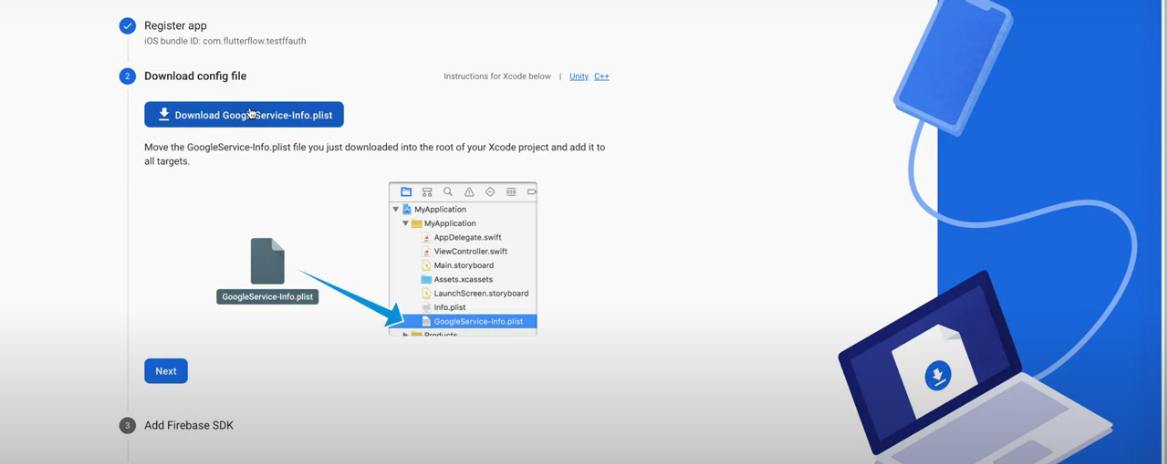 Register app
iOS bundle ID: com.flutterflow.testffauth
2 Download config file
Instructions for Xcode below | Unity C++
Download GoogleService-Info.plist
Move the GoogleService-Info.plist file you just downloaded into the root of your Xcode project and add it to
all targets.
MyApplication
MyApplication
AppDelegate.swift
ViewController.swift
Main.storyboard
Assets.xcassets
LaunchScreen.storyboard
Info.plist
GoogleService-Info.plist
Products
GoogleService-Info.plist
Next
3 Add Firebase SDK